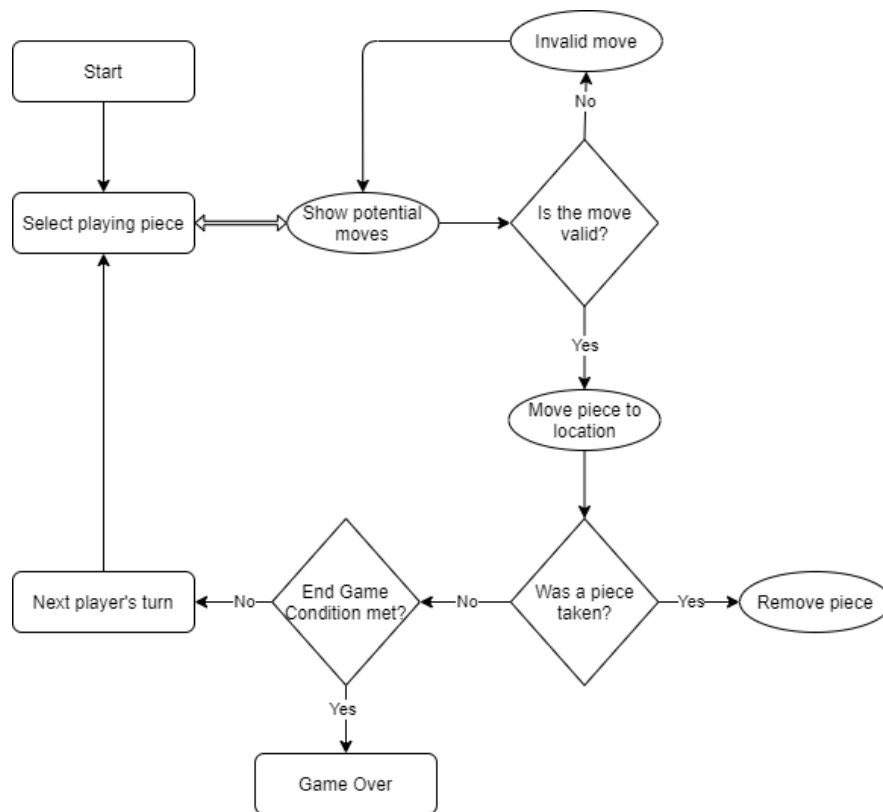 Invalid move
Start
No
Select playing piece
Show potential
moves
Is the move
valid?
Yes
Move piece to
location
Next player's turn
No
End Game
Condition met?
No
Was a piece
taken?
Yes
Remove piece
Yes
Game Over